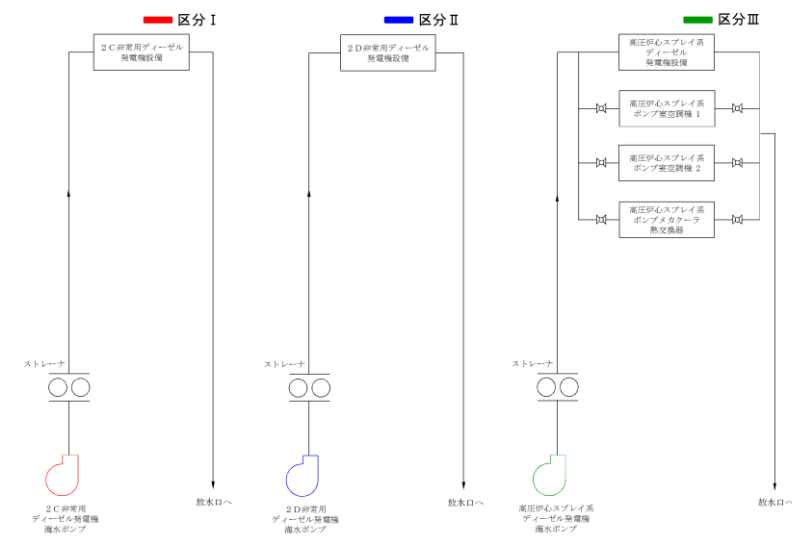 区分Ⅰ
2C非常用ディーゼル
発電機設備
ストレーナ
2C非常用
ディーゼル発電機
海水ポンプ
放水口へ
区分Ⅱ
2D非常用ディーゼル
発電機設備
ストレーナ
2D非常用
ディーゼル発電機
海水ポンプ
放水口へ
区分Ⅲ
高圧炉心スプレイ系
ディーゼル
発電機設備
高圧炉心スプレイ系
ポンプ室空調機 1
高圧炉心スプレイ系
ポンプ室空調機 2
高圧炉心スプレイ系
ポンプメカクーラ
熱交換器
ストレーナ
高圧炉心スプレイ系
ディーゼル発電機
海水ポンプ
放水口へ